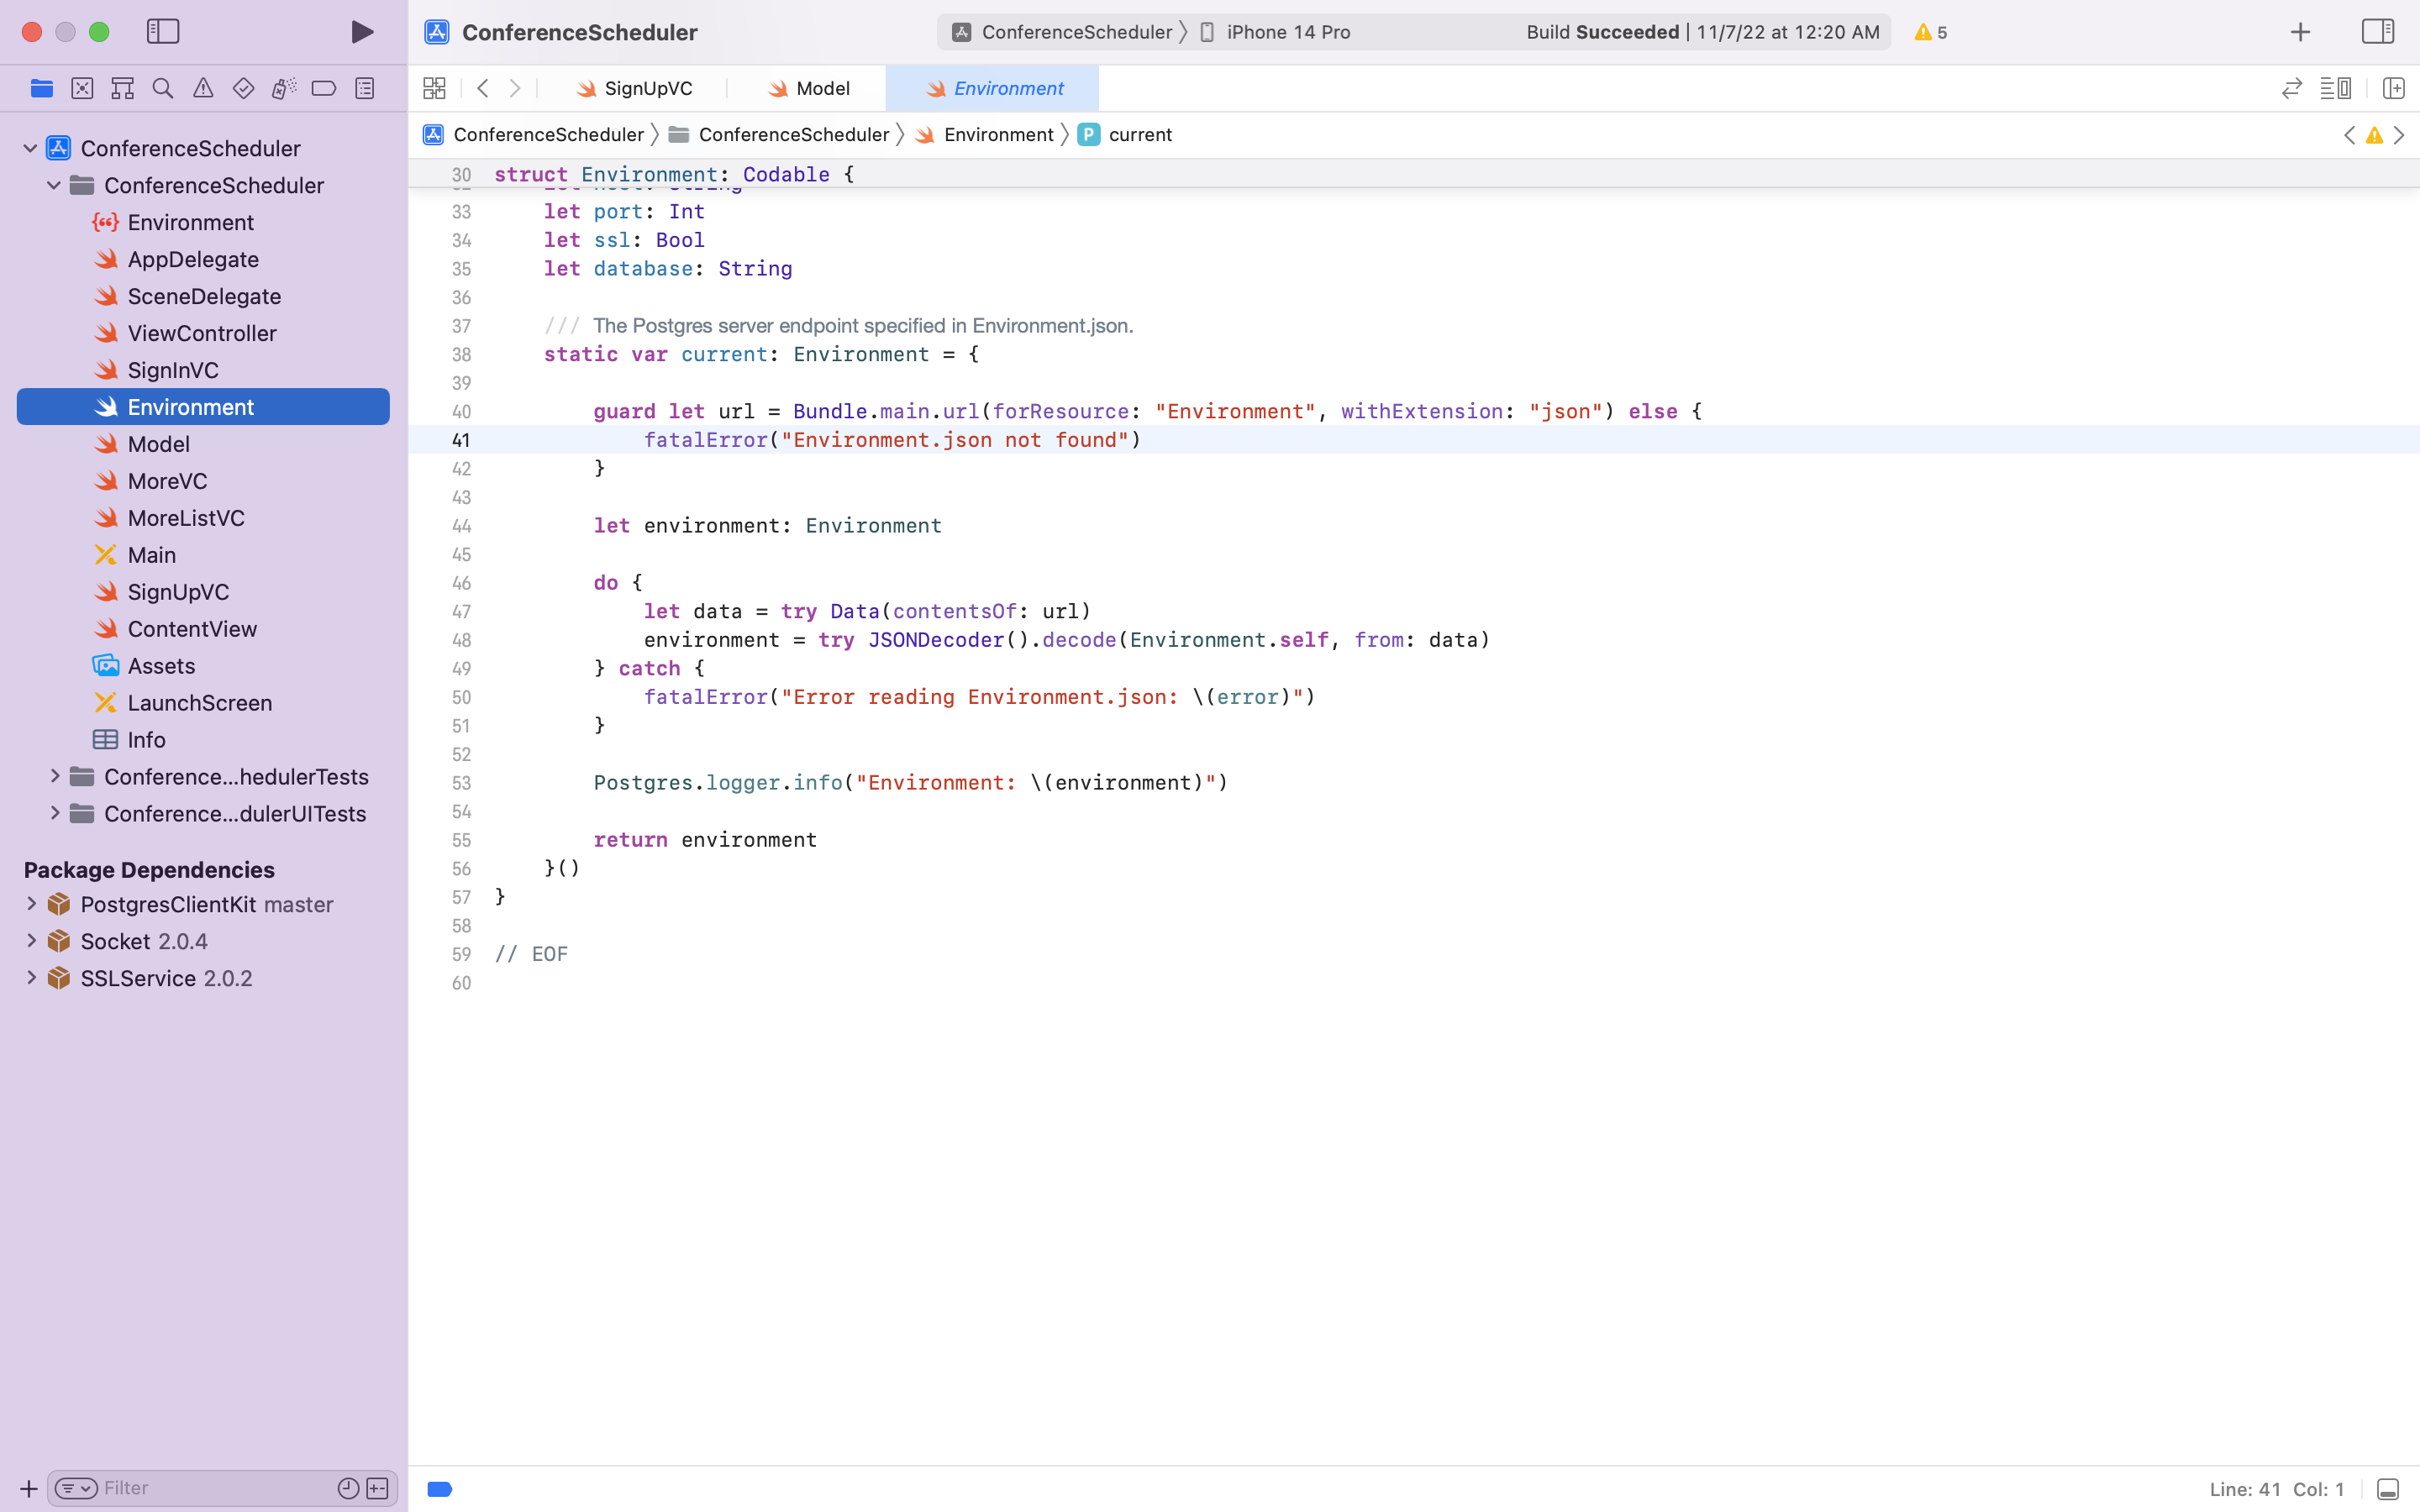 ConferenceScheduler
ConferenceScheduler
iPhone 14 Pro
Build Succeeded | 11/7/22 at 12:20 AM
5
SignUpVC
Model
Environment
ConferenceScheduler
ConferenceScheduler
Environment
P
current
ConferenceScheduler
ConferenceScheduler
Environment
AppDelegate
SceneDelegate
ViewController
SignInVC
Environment
Model
MoreVC
MoreListVC
Main
SignUpVC
ContentView
Assets
LaunchScreen
Info
Conference...hedulerTests
Conference...dulerUITests
Package Dependencies
PostgresClientKit master
Socket 2.0.4
SSLService 2.0.2
Filter
30 struct Environment: Codable {
33 let port: Int
34 let ssl: Bool
35 let database: String
36
37 /// The Postgres server endpoint specified in Environment.json.
38 static var current: Environment = {
39
40 guard let url = Bundle.main.url(forResource: "Environment", withExtension: "json") else {
41 fatalError("Environment.json not found")
42 }
43
44 let environment: Environment
45
46 do {
47 let data = try Data(contentsOf: url)
48 environment = try JSONDecoder().decode(Environment.self, from: data)
49 } catch {
50 fatalError("Error reading Environment.json: \(error)")
51 }
52
53 Postgres.logger.info("Environment: \(environment)")
54
55 return environment
56 }()
57 }
58
59 // EOF
60
Line: 41 Col: 1